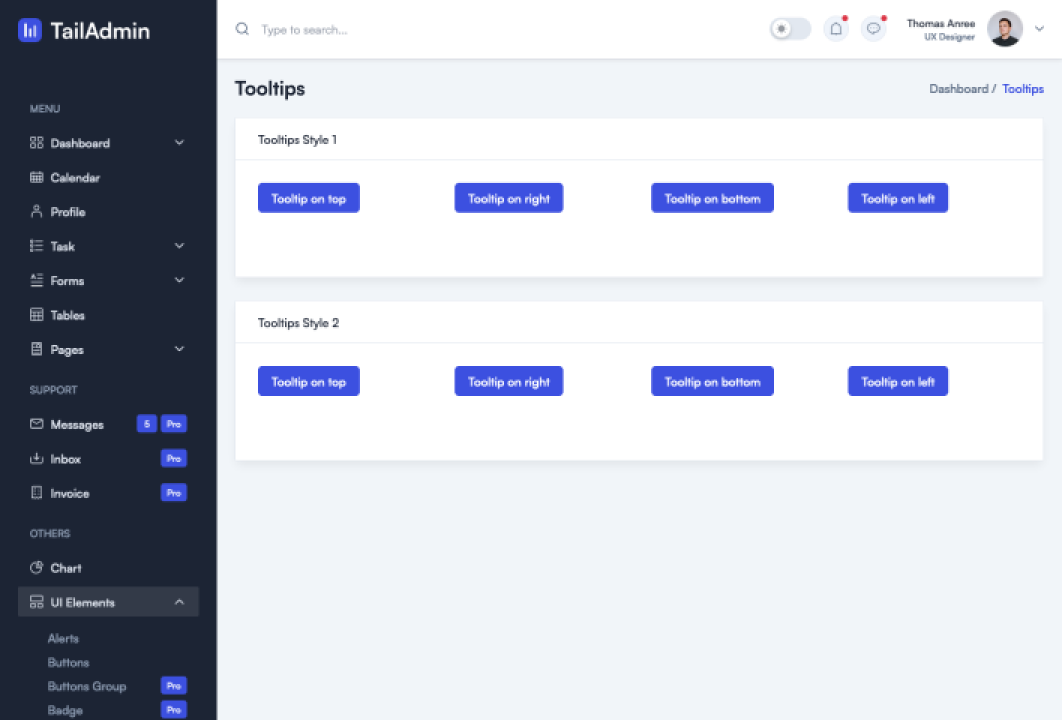 TailAdmin
Type to search...
Thomas Anree
UX Designer
MENU
Dashboard
Calendar
Profile
Task
Forms
Tables
Pages
SUPPORT
Messages 5 Pro
Inbox Pro
Invoice Pro
OTHERS
Chart
UI Elements
Alerts
Buttons
Buttons Group Pro
Badge Pro
Tooltips
Dashboard / Tooltips
Tooltips Style 1
Tooltip on top Tooltip on right Tooltip on bottom Tooltip on left
Tooltips Style 2
Tooltip on top Tooltip on right Tooltip on bottom Tooltip on left